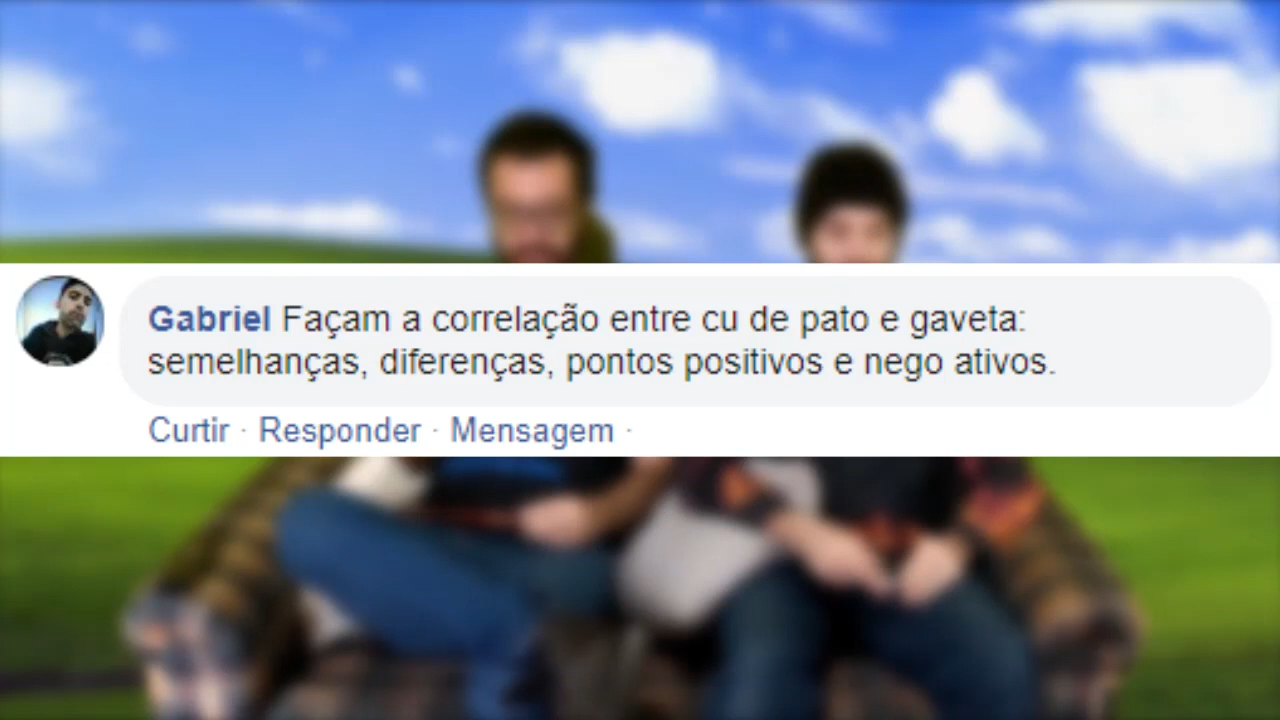 Gabriel Façam a correlação entre cu de pato e gaveta:
semelhanças, diferenças, pontos positivos e nego ativos.
Curtir · Responder · Mensagem ·